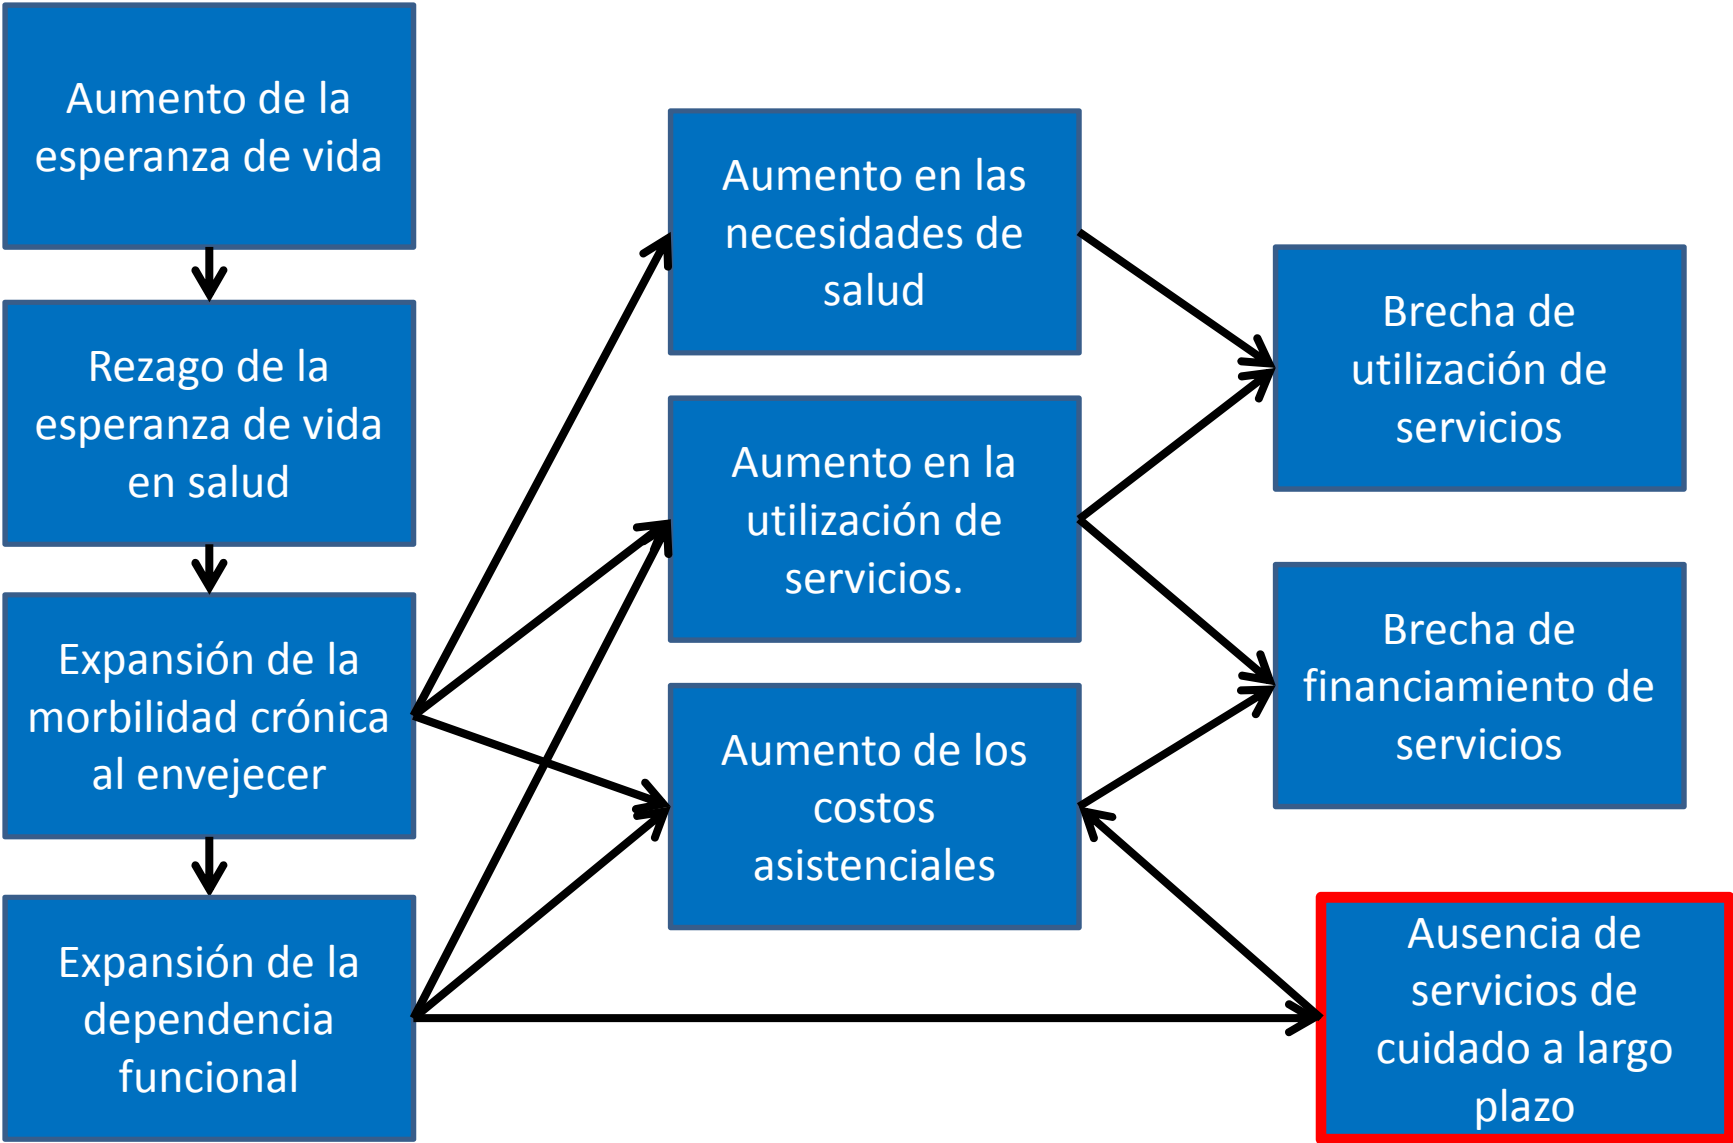 Aumento de la
esperanza de vida
Rezago de la
esperanza de vida
en salud
Expansión de la
morbilidad crónica
al envejecer
Expansión de la
dependencia
funcional
Aumento en las
necesidades de
salud
Aumento en la
utilización de
servicios.
Aumento de los
costos
asistenciales
Brecha de
utilización de
servicios
Brecha de
financiamiento de
servicios
Ausencia de
servicios de
cuidado a largo
plazo